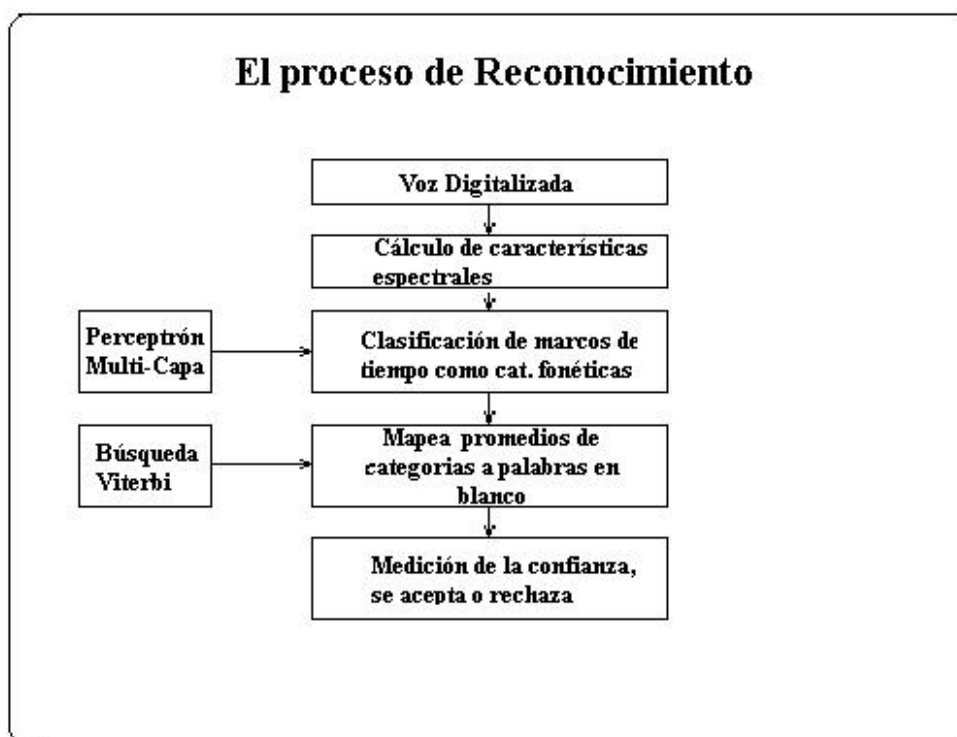 El proceso de Reconocimiento
Voz Digitalizada
Cálculo de característícas
espectrales
Perceptrón
Multi-Capa
Clasificación de marcos de
tiempo como cat. fonéticas
Búsqueda
Viterbi
Mapea promedios de
categorias a palabras en
blanco
Medición de la confianza,
se acepta o rechaza